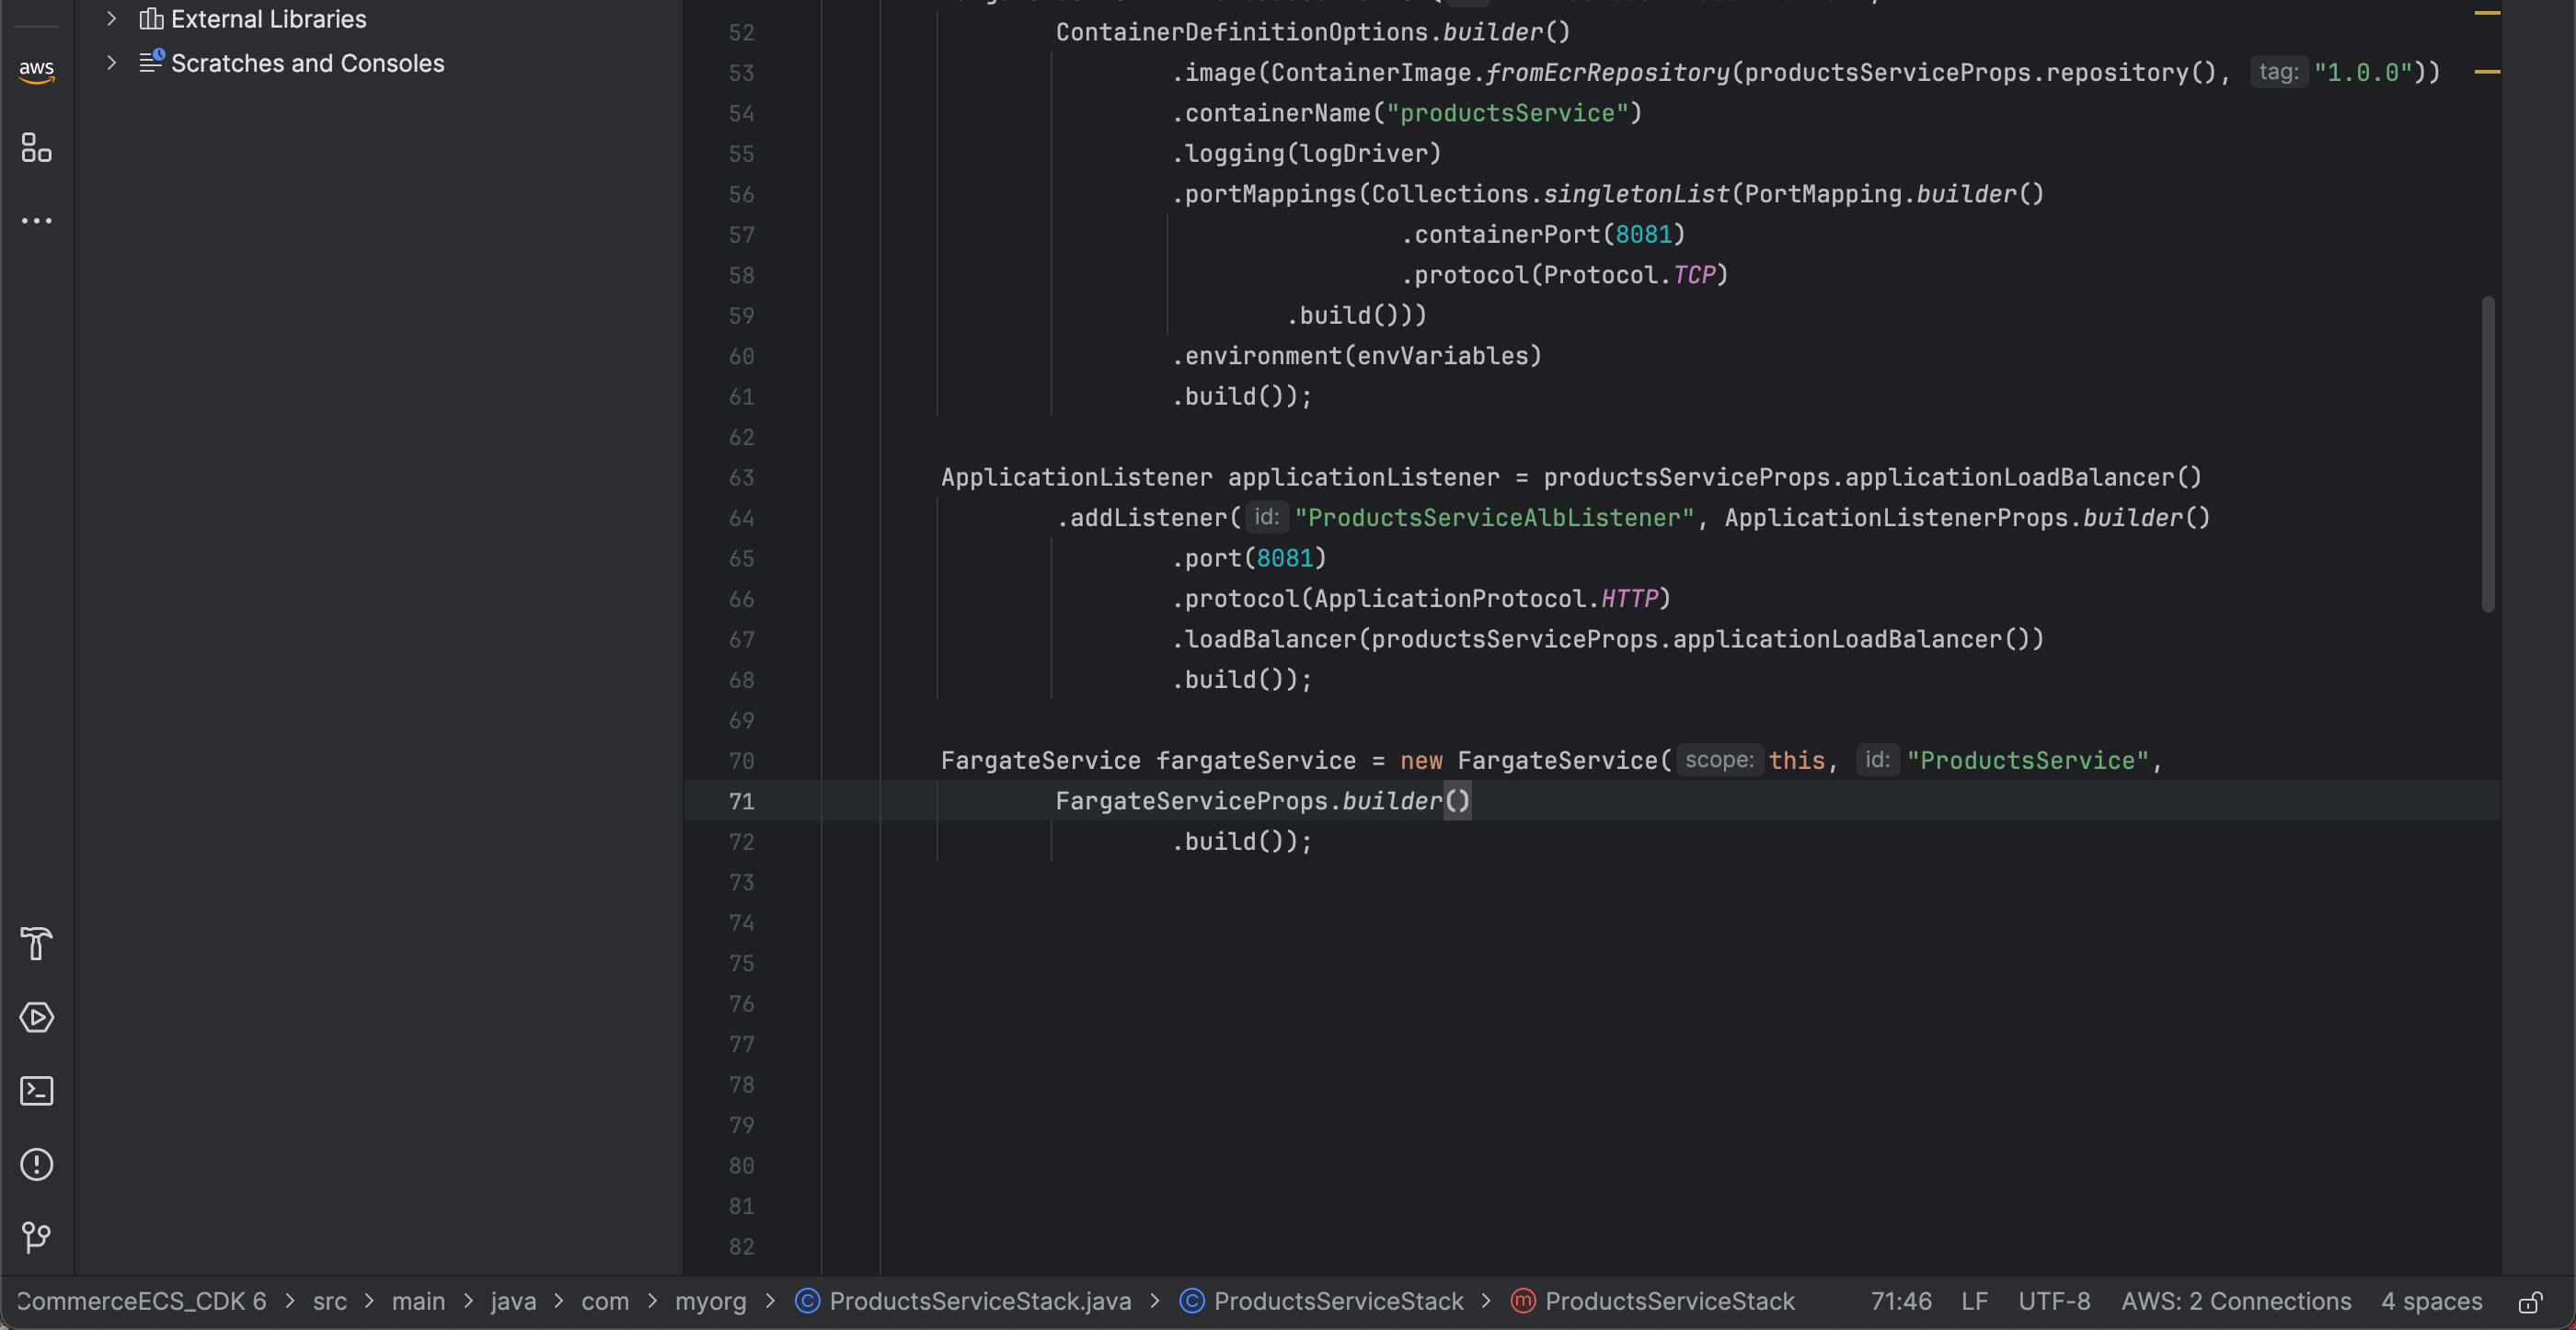 External Libraries
Scratches and Consoles
aws
52 ContainerDefinitionOptions.builder()
53 .image(ContainerImage.fromEcrRepository(productsServiceProps.repository(), tag: "1.0.0"))
54 .containerName("productsService")
55 .logging(logDriver)
56 .portMappings(Collections.singletonList(PortMapping.builder()
57 .containerPort(8081)
58 .protocol(Protocol.TCP)
59 .build()))
60 .environment(envVariables)
61 .build());
62
63 ApplicationListener applicationListener = productsServiceProps.applicationLoadBalancer()
64 .addListener( id: "ProductsServiceAlbListener", ApplicationListenerProps.builder()
65 .port(8081)
66 .protocol(ApplicationProtocol.HTTP)
67 .loadBalancer(productsServiceProps.applicationLoadBalancer())
68 .build());
69
70 FargateService fargateService = new FargateService( scope: this, id: "ProductsService",
71 FargateServiceProps.builder()
72 .build());
73
74
75
76
77
78
79
80
81
82
CommerceECS_CDK 6 > src > main > java > com > myorg > ProductsServiceStack.java > ProductsServiceStack > ProductsServiceStack 71:46 LF UTF-8 AWS: 2 Connections 4 spaces